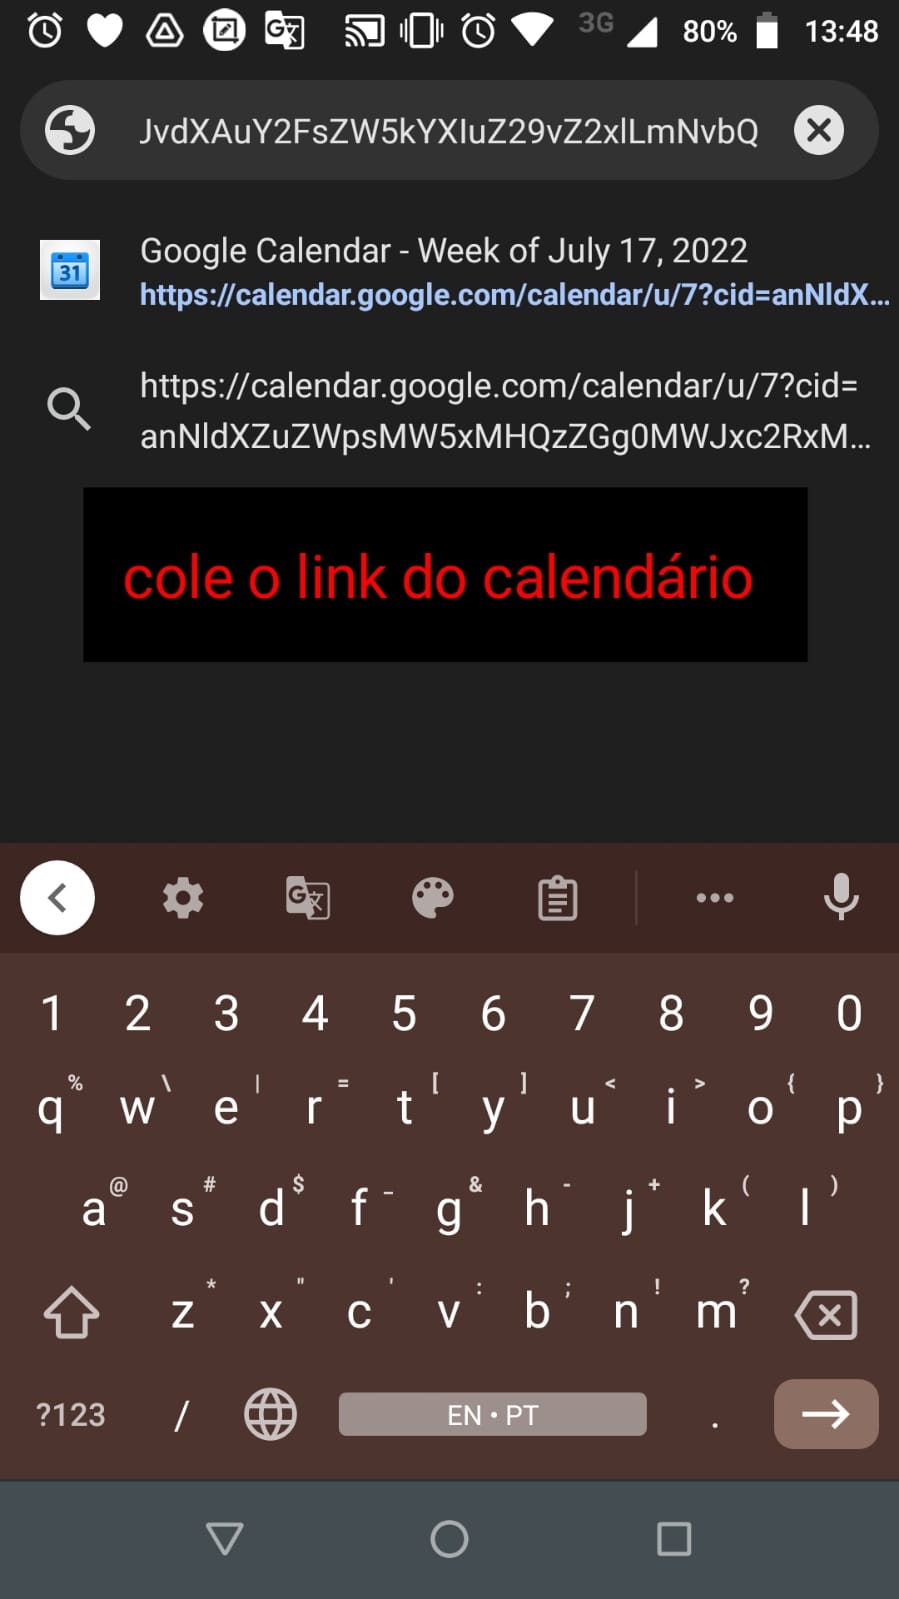 3G 80% 13:48
JvdXAuY2FsZW5kYXIuZ29vZ2xlLmNvbQ
31
Google Calendar - Week of July 17, 2022
https://calendar.google.com/calendar/u/7?cid=anNldX...
https://calendar.google.com/calendar/u/7?cid=
anNldXZuZWpsMW5xMHQzZGg0MWJxc2RxM...
cole o link do calendário
1 2 3 4 5 6 7 8 9 0
% \ | = [ ] < > { }
q w e r t y u i o p
@ # $ _ & - + ( )
a s d f g h j k l
* " ' : ; ! ?
z x c v b n m
?123 / EN • PT .